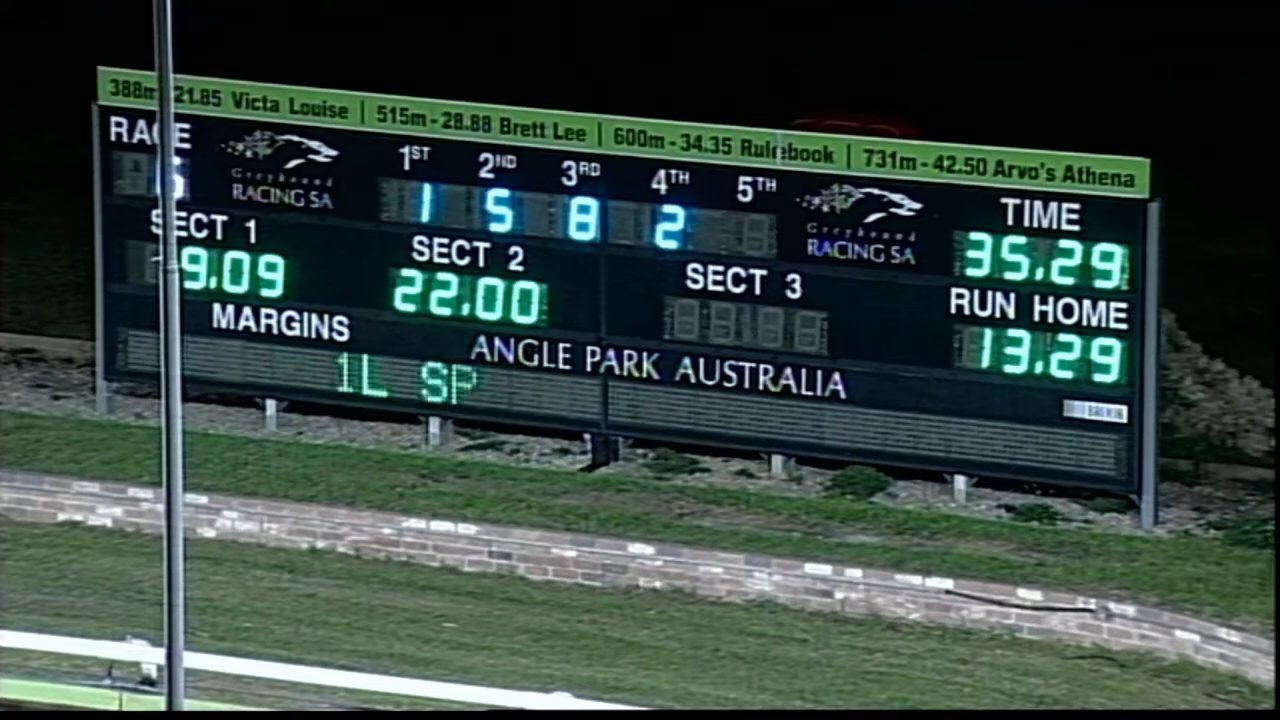 388m - 21.85 Victa Louise | 515m - 28.88 Brett Lee | 600m - 34.35 Rulebook | 731m - 42.50 Arvo's Athena
RACE
Greyhound
RACING SA
1ST 2ND 3RD 4TH 5TH
1 5 8 2
Greyhound
RACING SA
TIME
35.29
SECT 1
9.09
SECT 2
22.00
SECT 3
RUN HOME
13.29
MARGINS
1L SP
ANGLE PARK AUSTRALIA